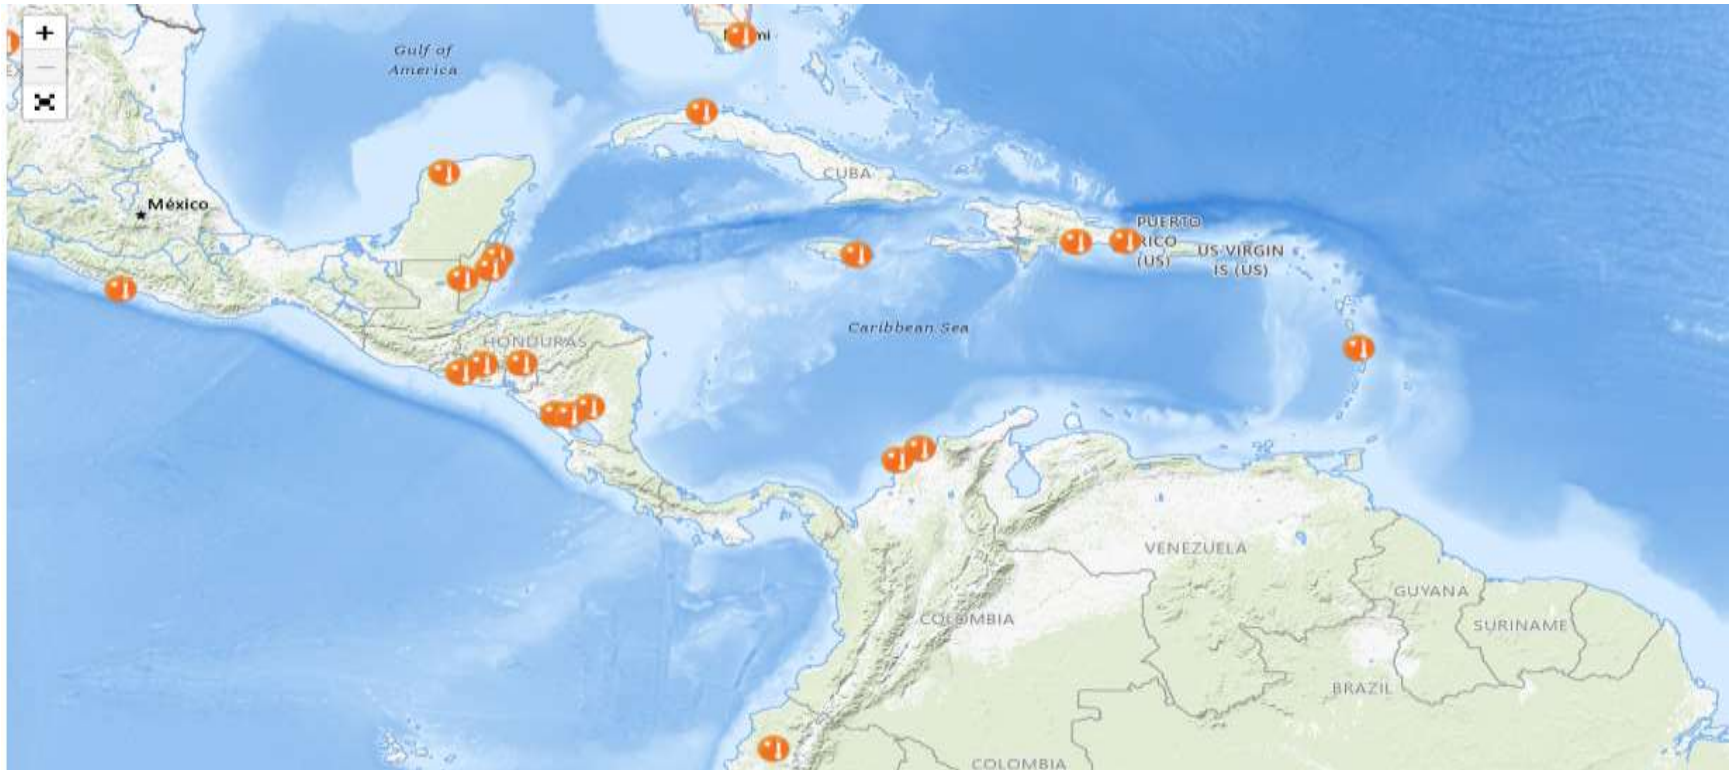 +
−
Gulf of
America
México
CUBA
PUERTO
RICO
(US)
US VIRGIN
IS (US)
Caribbean Sea
HONDURAS
VENEZUELA
GUYANA
COLOMBIA
SURINAME
BRAZIL
COLOMBIA